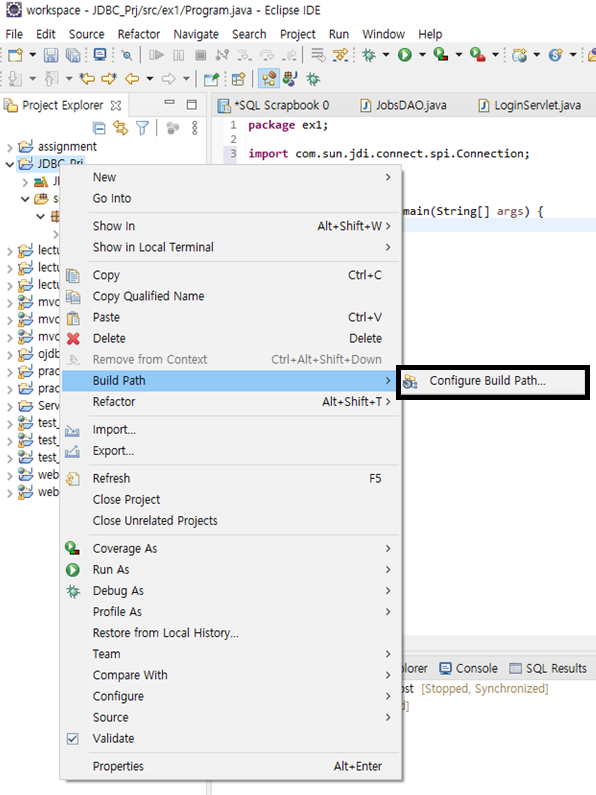 workspace - JDBC_Prj/src/ex1/Program.java - Eclipse IDE
File Edit Source Refactor Navigate Search Project Run Window Help
Project Explorer
*SQL Scrapbook 0 JobsDAO.java LoginServlet.java
1 package ex1;
2
3 import com.sun.jdi.connect.spi.Connection;
main(String[] args) {
assignment
JDBC_Prj
lectu
lectu
lectu
mvc
mvc
mvc
ojdb
prac
prac
Serv
test_
test_
test_
web
web
New
Go Into
Show In Alt+Shift+W
Show in Local Terminal
Copy Ctrl+C
Copy Qualified Name
Paste Ctrl+V
Delete Delete
Remove from Context Ctrl+Alt+Shift+Down
Build Path
Configure Build Path...
Refactor Alt+Shift+T
Import...
Export...
Refresh F5
Close Project
Close Unrelated Projects
Coverage As
Run As
Debug As
Profile As
Restore from Local History...
Team
Compare With
Configure
Source
Validate
Properties Alt+Enter
plorer Console SQL Results
ost [Stopped, Synchronized]
d]